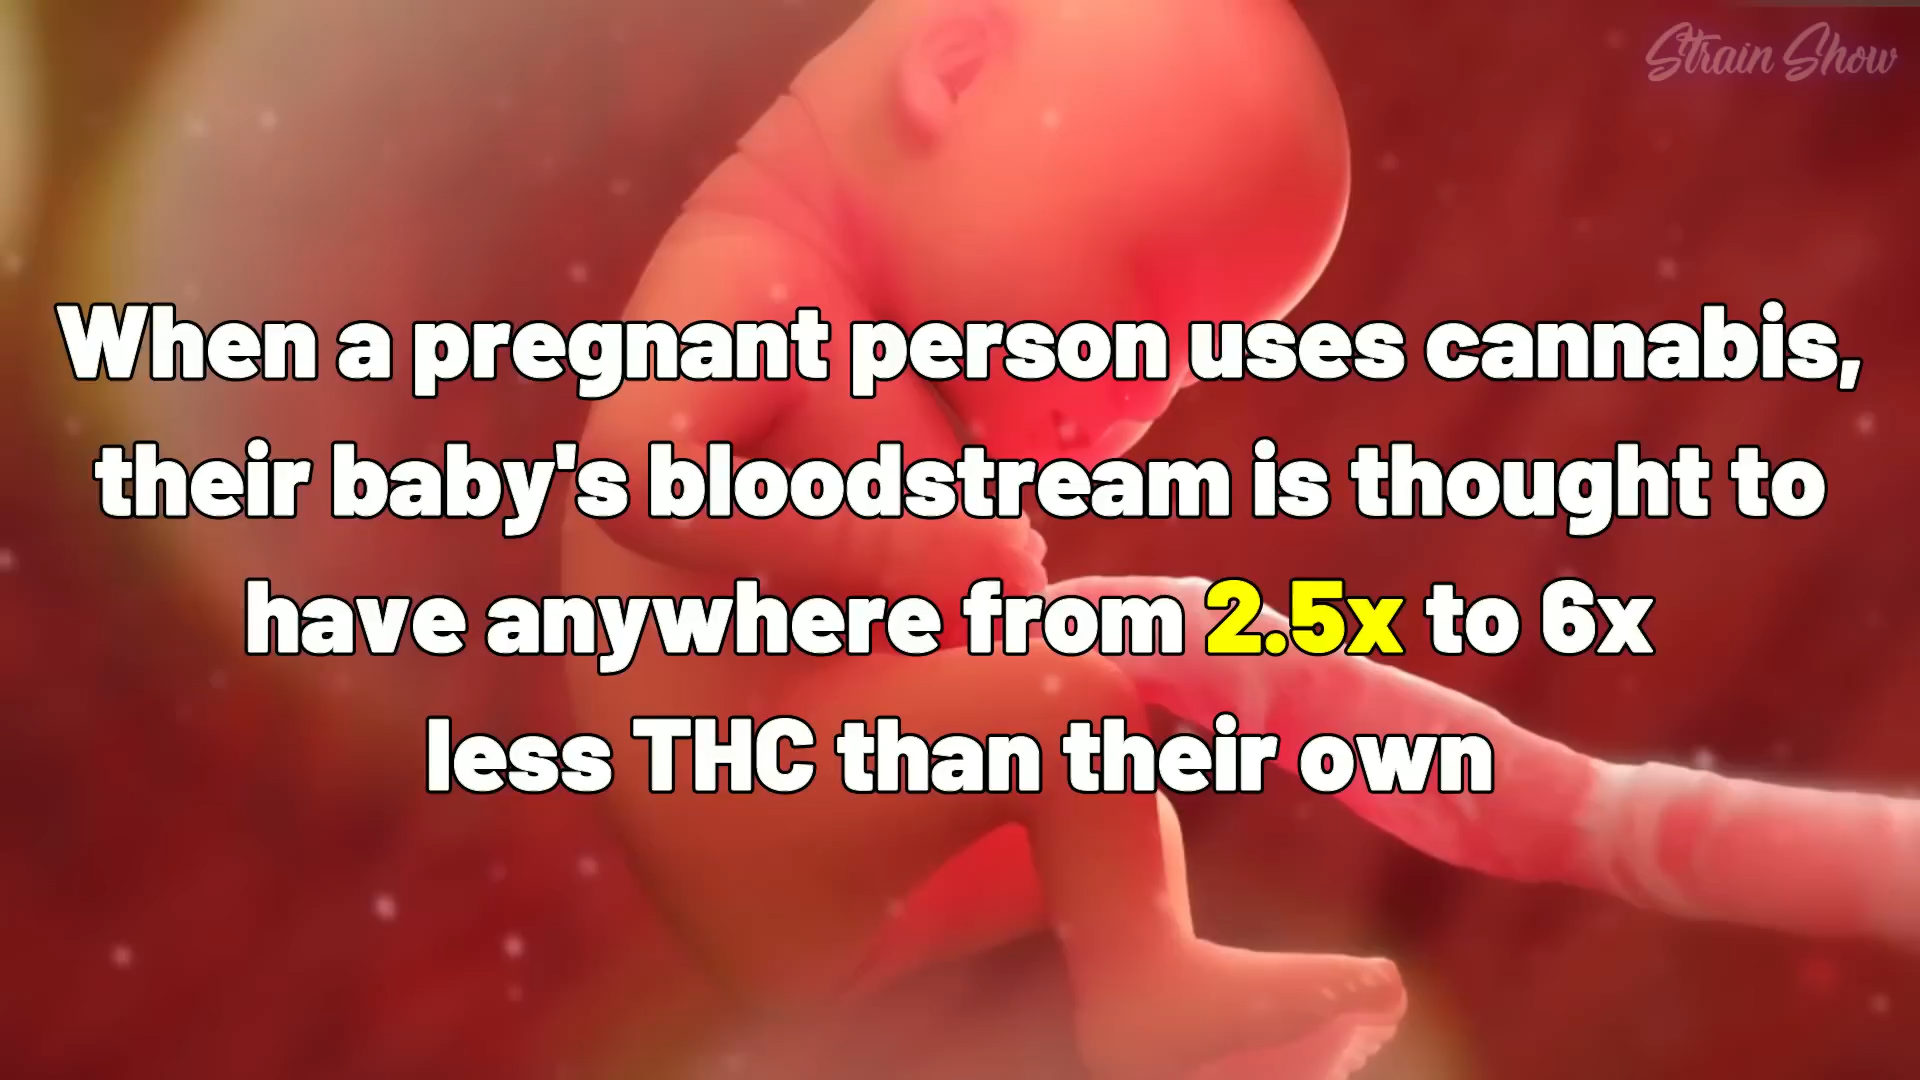 Strain Show
When a pregnant person uses cannabis,
their baby's bloodstream is thought to
have anywhere from 2.5x to 6x
less THC than their own